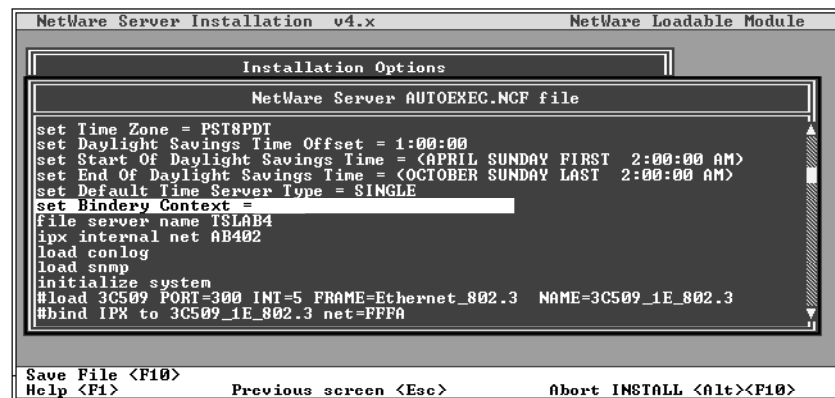 NetWare Server Installation v4.x NetWare Loadable Module
Installation Options
NetWare Server AUTOEXEC.NCF file
set Time Zone = PST8PDT
set Daylight Savings Time Offset = 1:00:00
set Start Of Daylight Savings Time = (APRIL SUNDAY FIRST 2:00:00 AM)
set End Of Daylight Savings Time = (OCTOBER SUNDAY LAST 2:00:00 AM)
set Default Time Server Type = SINGLE
set Bindery Context =
file server name TSLAB4
ipx internal net AB402
load conlog
load snmp
initialize system
#load 3C509 PORT=300 INT=5 FRAME=Ethernet_802.3 NAME=3C509_1E_802.3
#bind IPX to 3C509_1E_802.3 net=FFFA
Save File <F10>
Help <F1> Previous screen <Esc> Abort INSTALL <Alt><F10>